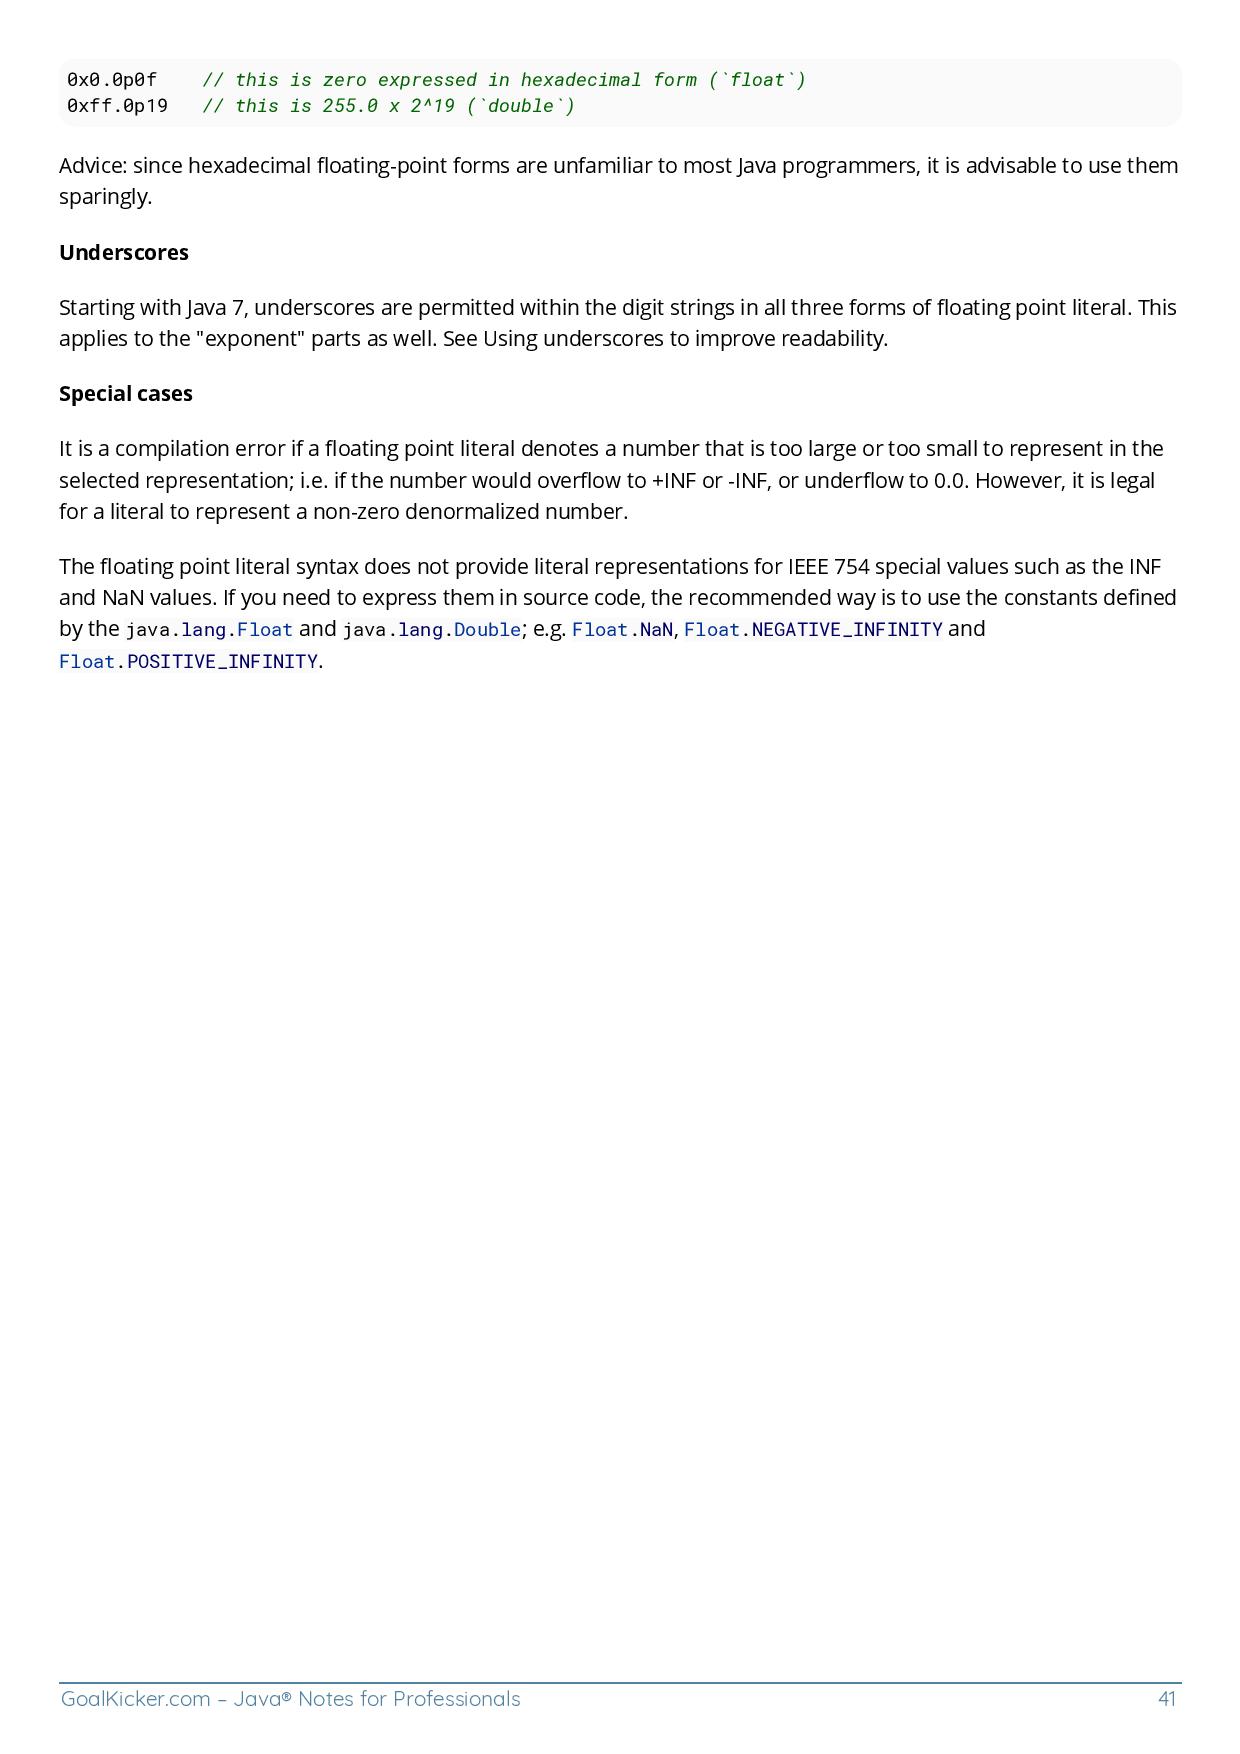 0x0.0p0f    // this is zero expressed in hexadecimal form (`float`)
0xff.0p19   // this is 255.0 x 2^19 (`double`)
Advice: since hexadecimal floating-point forms are unfamiliar to most Java programmers, it is advisable to use them
sparingly.
Underscores
Starting with Java 7, underscores are permitted within the digit strings in all three forms of floating point literal. This
applies to the "exponent" parts as well. See Using underscores to improve readability.
Special cases
It is a compilation error if a floating point literal denotes a number that is too large or too small to represent in the
selected representation; i.e. if the number would overflow to +INF or -INF, or underflow to 0.0. However, it is legal
for a literal to represent a non-zero denormalized number.
The floating point literal syntax does not provide literal representations for IEEE 754 special values such as the INF
and NaN values. If you need to express them in source code, the recommended way is to use the constants defined
by the java.lang.Float and java.lang.Double; e.g. Float.NaN, Float.NEGATIVE_INFINITY and
Float.POSITIVE_INFINITY.
GoalKicker.com – Java® Notes for Professionals 41